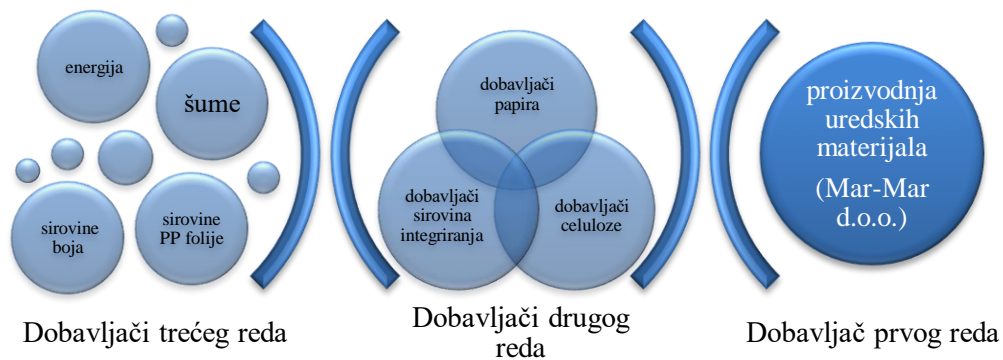 energija
šume
sirovine
boja
sirovine
PP folije
Dobavljači trećeg reda
dobavljači
papira
dobavljači
sirovina
integriranja
dobavljači
celuloze
Dobavljači drugog
reda
proizvodnja
uredskih
materijala
(Mar-Mar
d.o.o.)
Dobavljač prvog reda